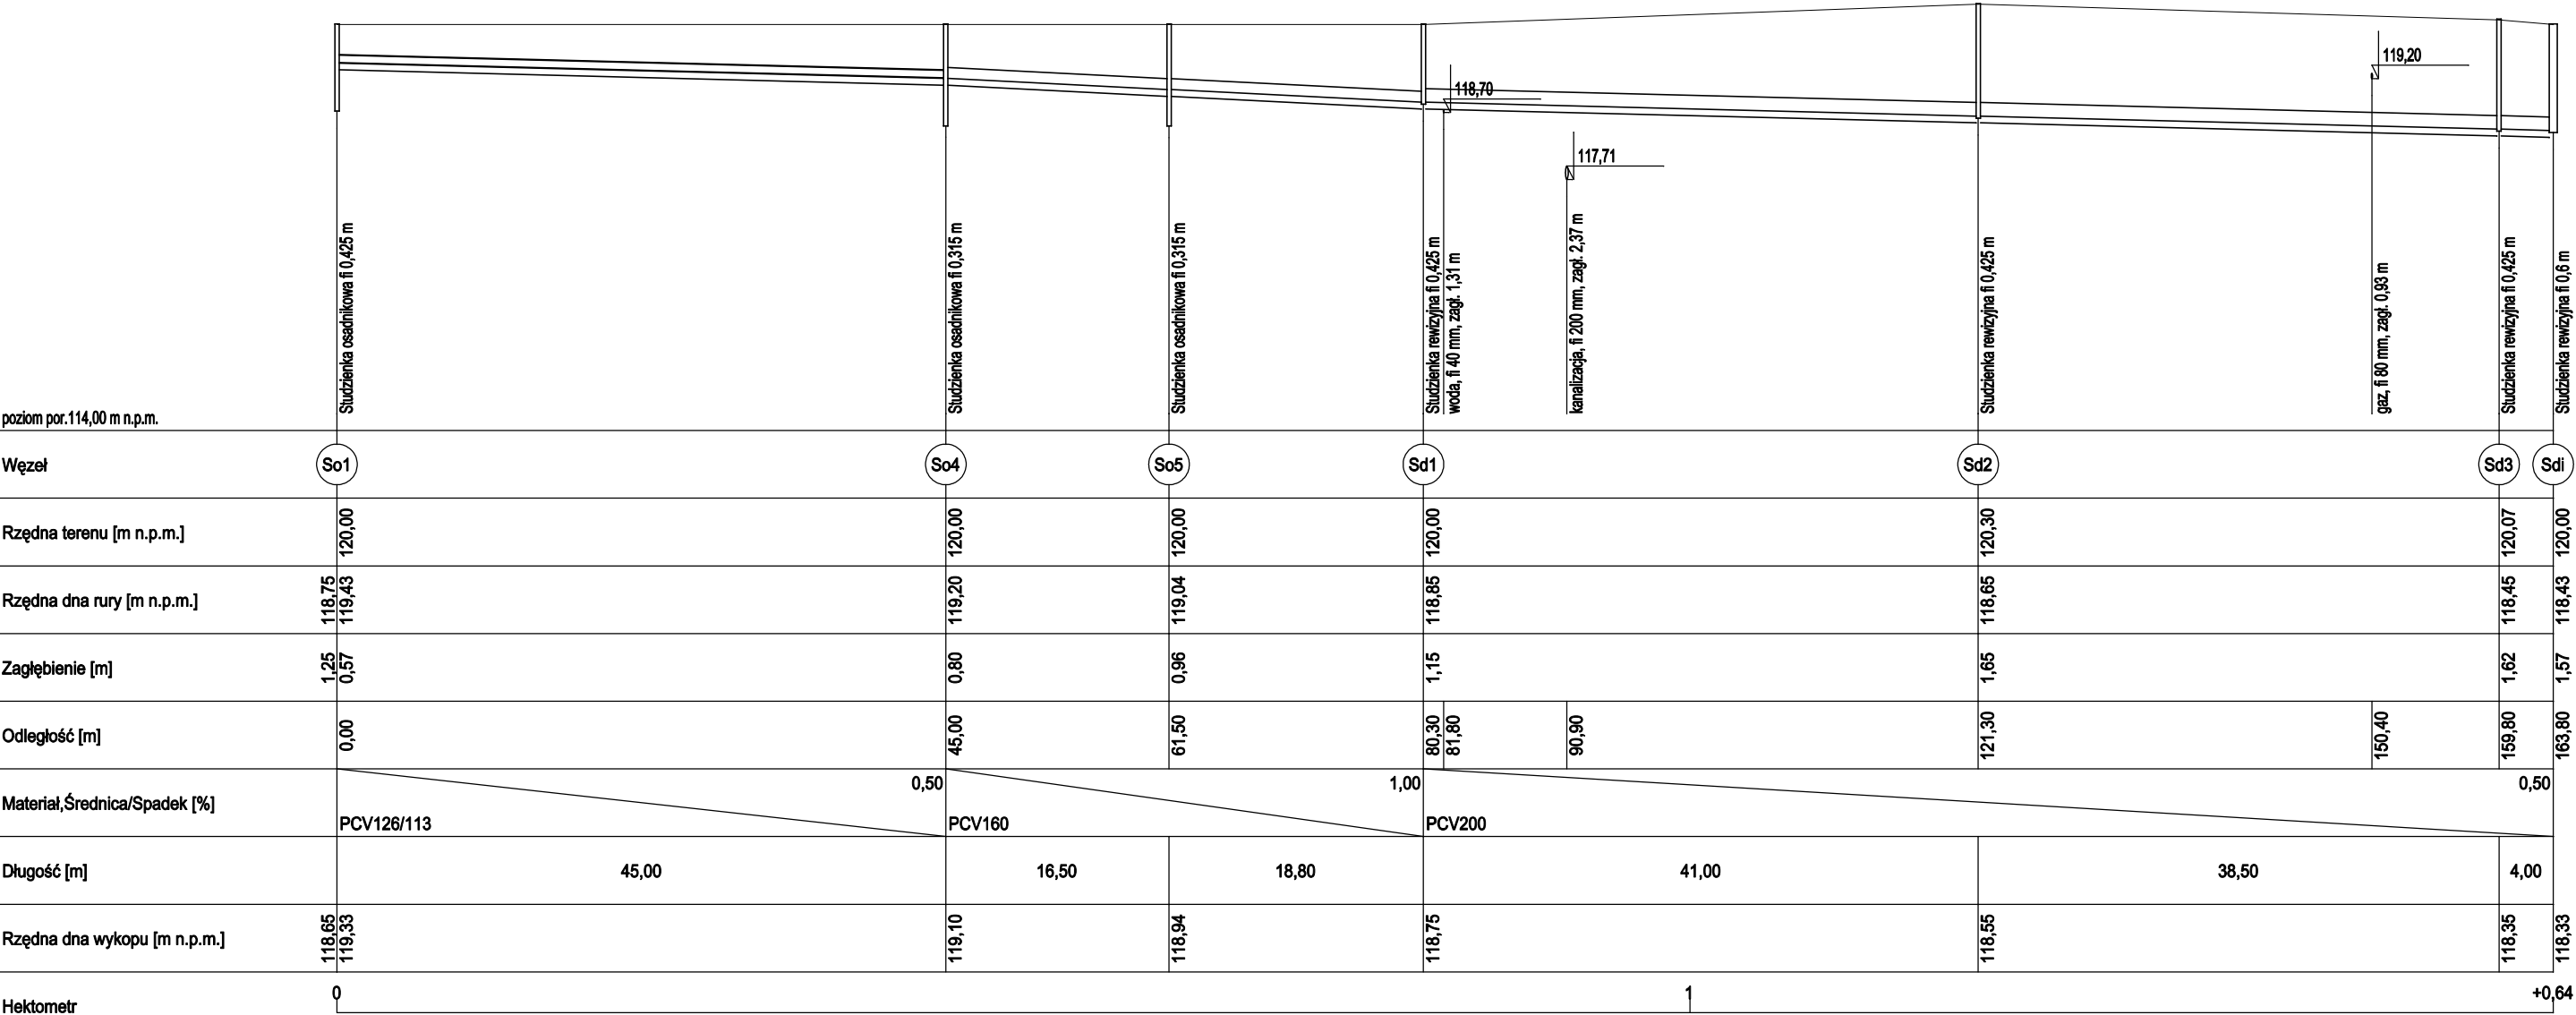 119,20
118,70
117,71
Studzienka osadnikowa fi 0,425 m
Studzienka osadnikowa fi 0,315 m
Studzienka osadnikowa fi 0,315 m
Studzienka rewizyjna fi 0,425 m
woda, fi 40 mm, zagł. 1,31 m
kanalizacja, fi 200 mm, zagł. 2,37 m
Studzienka rewizyjna fi 0,425 m
gaz, fi 80 mm, zagł. 0,93 m
Studzienka rewizyjna fi 0,425 m
Studzienka rewizyjna fi 0,6 m
poziom por.114,00 m n.p.m.
Węzeł So1 So4 So5 Sd1 Sd2 Sd3 Sdi
Rzędna terenu [m n.p.m.] 120,00 120,00 120,00 120,00 120,30 120,07 120,00
Rzędna dna rury [m n.p.m.] 118,75 119,43 119,20 119,04 118,85 118,65 118,45 118,43
Zagłębienie [m] 1,25 0,57 0,80 0,96 1,15 1,65 1,62 1,57
Odległość [m] 0,00 45,00 61,50 80,30 81,80 90,90 121,30 150,40 159,80 163,80
0,50 1,00 0,50
Materiał,Średnica/Spadek [%]
PCV126/113 PCV160 PCV200
Długość [m] 45,00 16,50 18,80 41,00 38,50 4,00
Rzędna dna wykopu [m n.p.m.] 118,65 119,33 119,10 118,94 118,75 118,55 118,35 118,33
Hektometr 0 1 +0,64